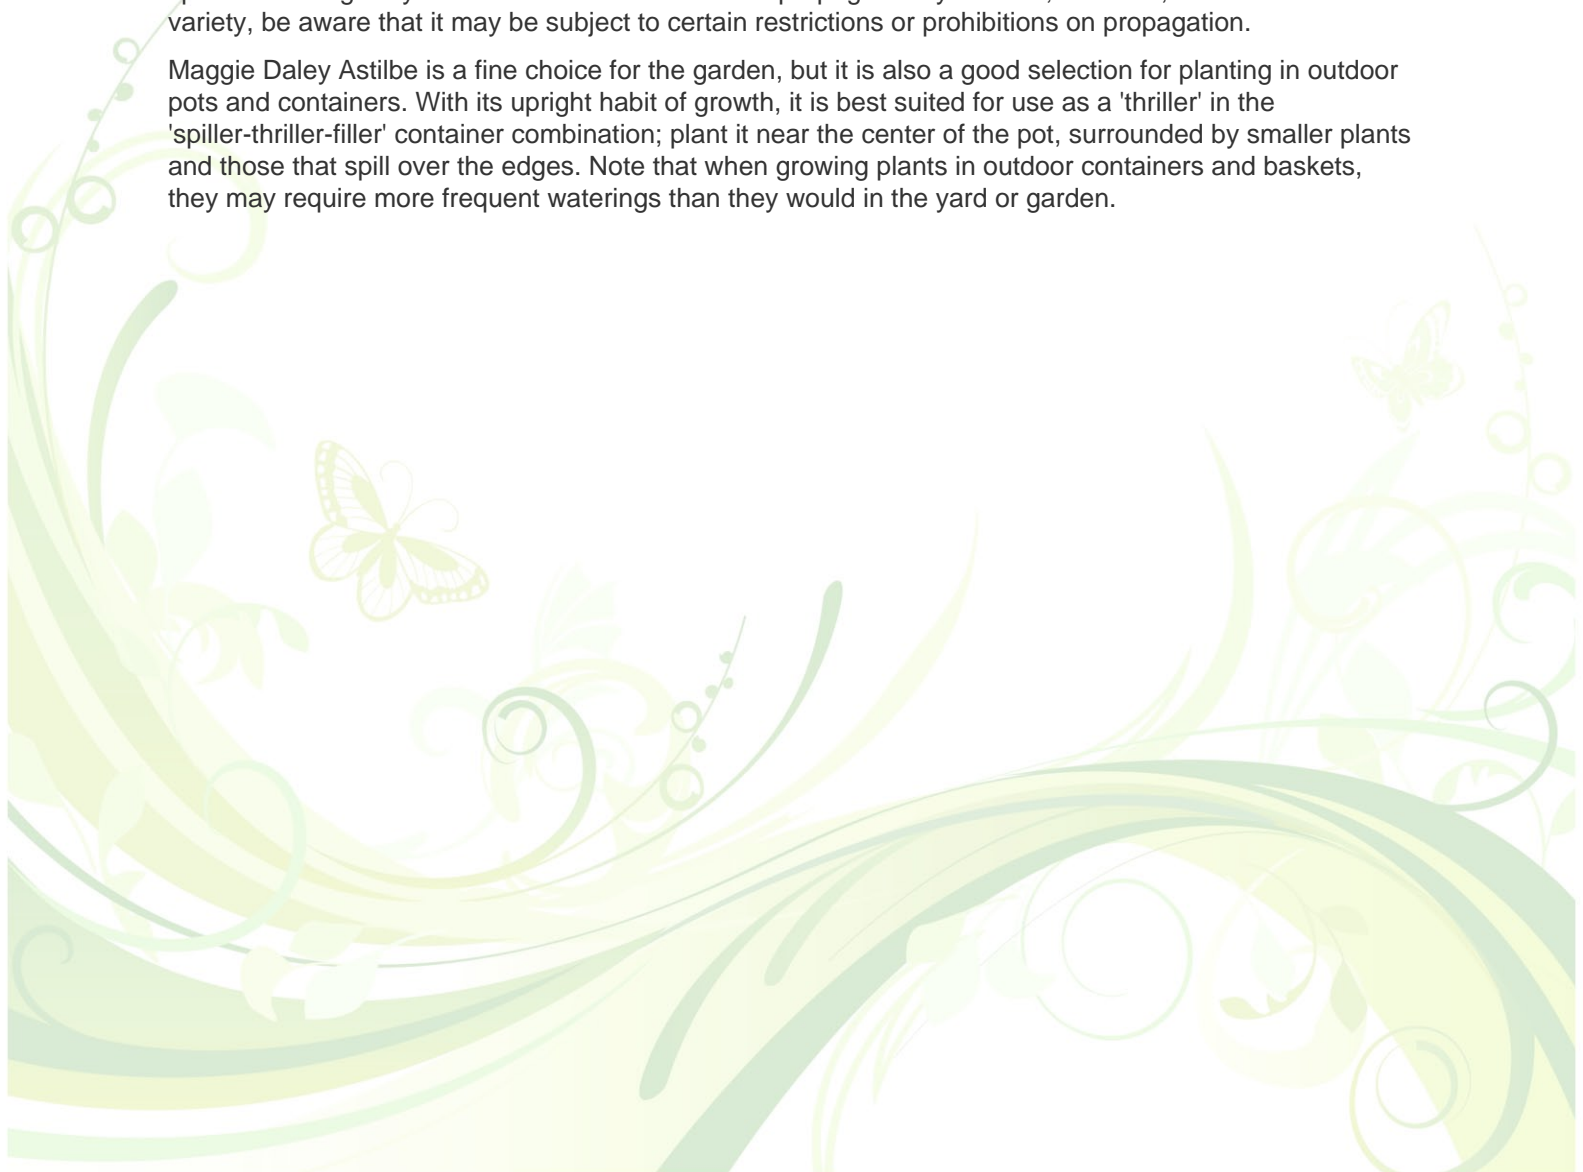 variety, be aware that it may be subject to certain restrictions or prohibitions on propagation.
Maggie Daley Astilbe is a fine choice for the garden, but it is also a good selection for planting in outdoor
pots and containers. With its upright habit of growth, it is best suited for use as a 'thriller' in the
'spiller-thriller-filler' container combination; plant it near the center of the pot, surrounded by smaller plants
and those that spill over the edges. Note that when growing plants in outdoor containers and baskets,
they may require more frequent waterings than they would in the yard or garden.